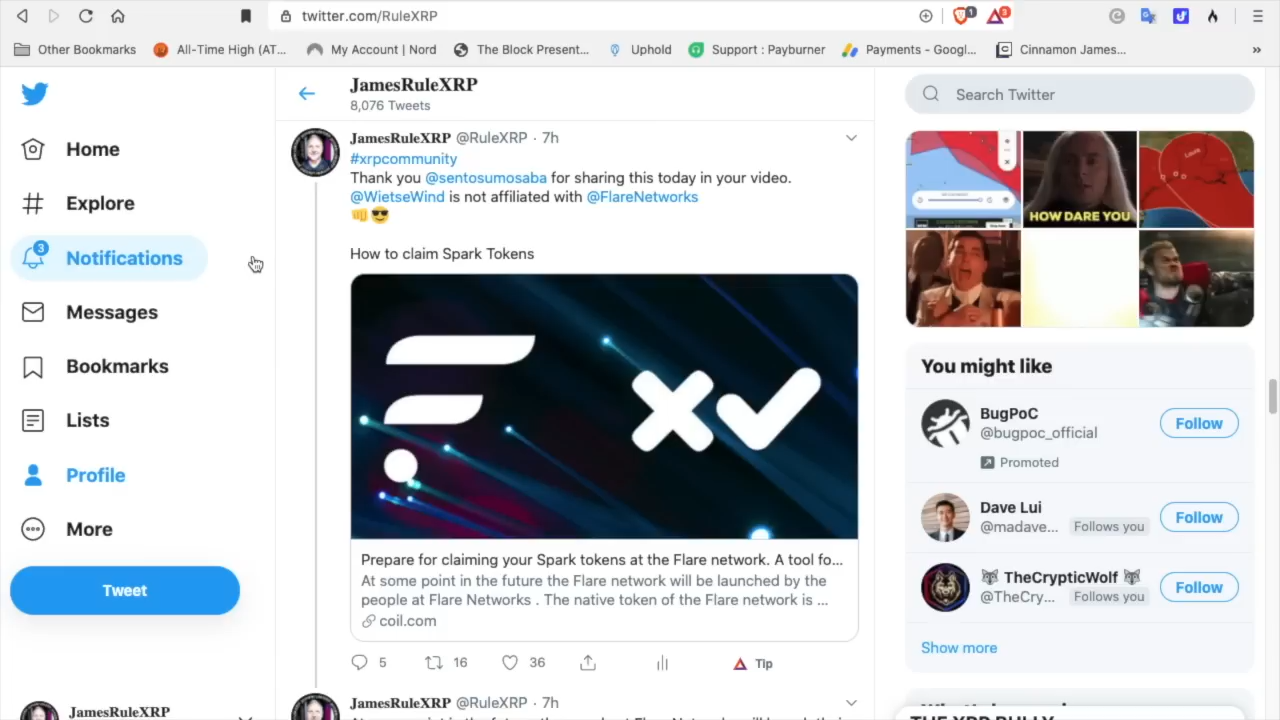 twitter.com/RuleXRP
1
3
Other Bookmarks
All-Time High (AT...
My Account | Nord
The Block Present...
Uphold
Support : Payburner
Payments - Googl...
Cinnamon James...
»
Home
Explore
3
Notifications
Messages
Bookmarks
Lists
Profile
More
Tweet
JamesRuleXRP
JamesRuleXRP
8,076 Tweets
JamesRuleXRP @RuleXRP · 7h
#xrpcommunity
Thank you @sentosumosaba for sharing this today in your video.
@WietseWind is not affiliated with @FlareNetworks
👊😎
How to claim Spark Tokens
Prepare for claiming your Spark tokens at the Flare network. A tool fo...
At some point in the future the Flare network will be launched by the
people at Flare Networks . The native token of the Flare network is ...
coil.com
5
16
36
Tip
JamesRuleXRP @RuleXRP · 7h
Search Twitter
HOW DARE YOU
You might like
BugPoC
@bugpoc_official
Follow
Promoted
Dave Lui
@madave... Follows you
Follow
🐺 TheCrypticWolf 🐺
@TheCry... Follows you
Follow
Show more